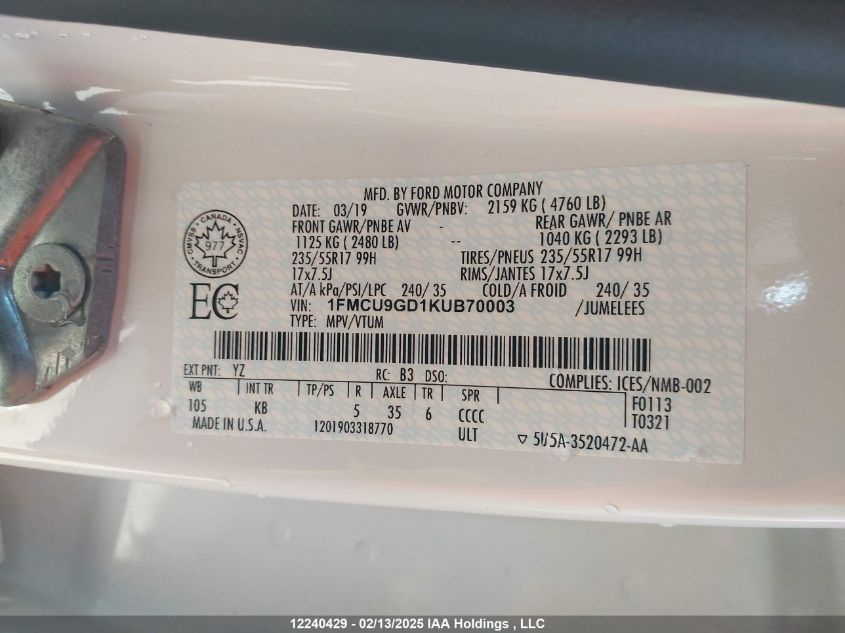 MFD. BY FORD MOTOR COMPANY
DATE: 03/19 GVWR/PNBV: 2159 KG ( 4760 LB)
FRONT GAWR/PNBE AV - REAR GAWR/ PNBE AR
1125 KG ( 2480 LB) -- 1040 KG ( 2293 LB)
235/55R17 99H TIRES/PNEUS 235/55R17 99H
17x7.5J RIMS/JANTES 17x7.5J
AT/A kPa/PSI/LPC 240/ 35 COLD/A FROID 240/ 35
VIN: 1FMCU9GD1KUB70003 /JUMELEES
TYPE: MPV/VTUM
CANADA
CMVSS 977 NSVAC
TRANSPORT
EC
EXT PNT: YZ RC: B3 DSO: COMPLIES: ICES/NMB-002
WB INT TR TP/PS R AXLE TR SPR F0113
105 KB 5 35 6 CCCC T0321
MADE IN U.S.A. 1201903318770 ULT ▽ 5U5A-3520472-AA
12240429 - 02/13/2025 IAA Holdings , LLC